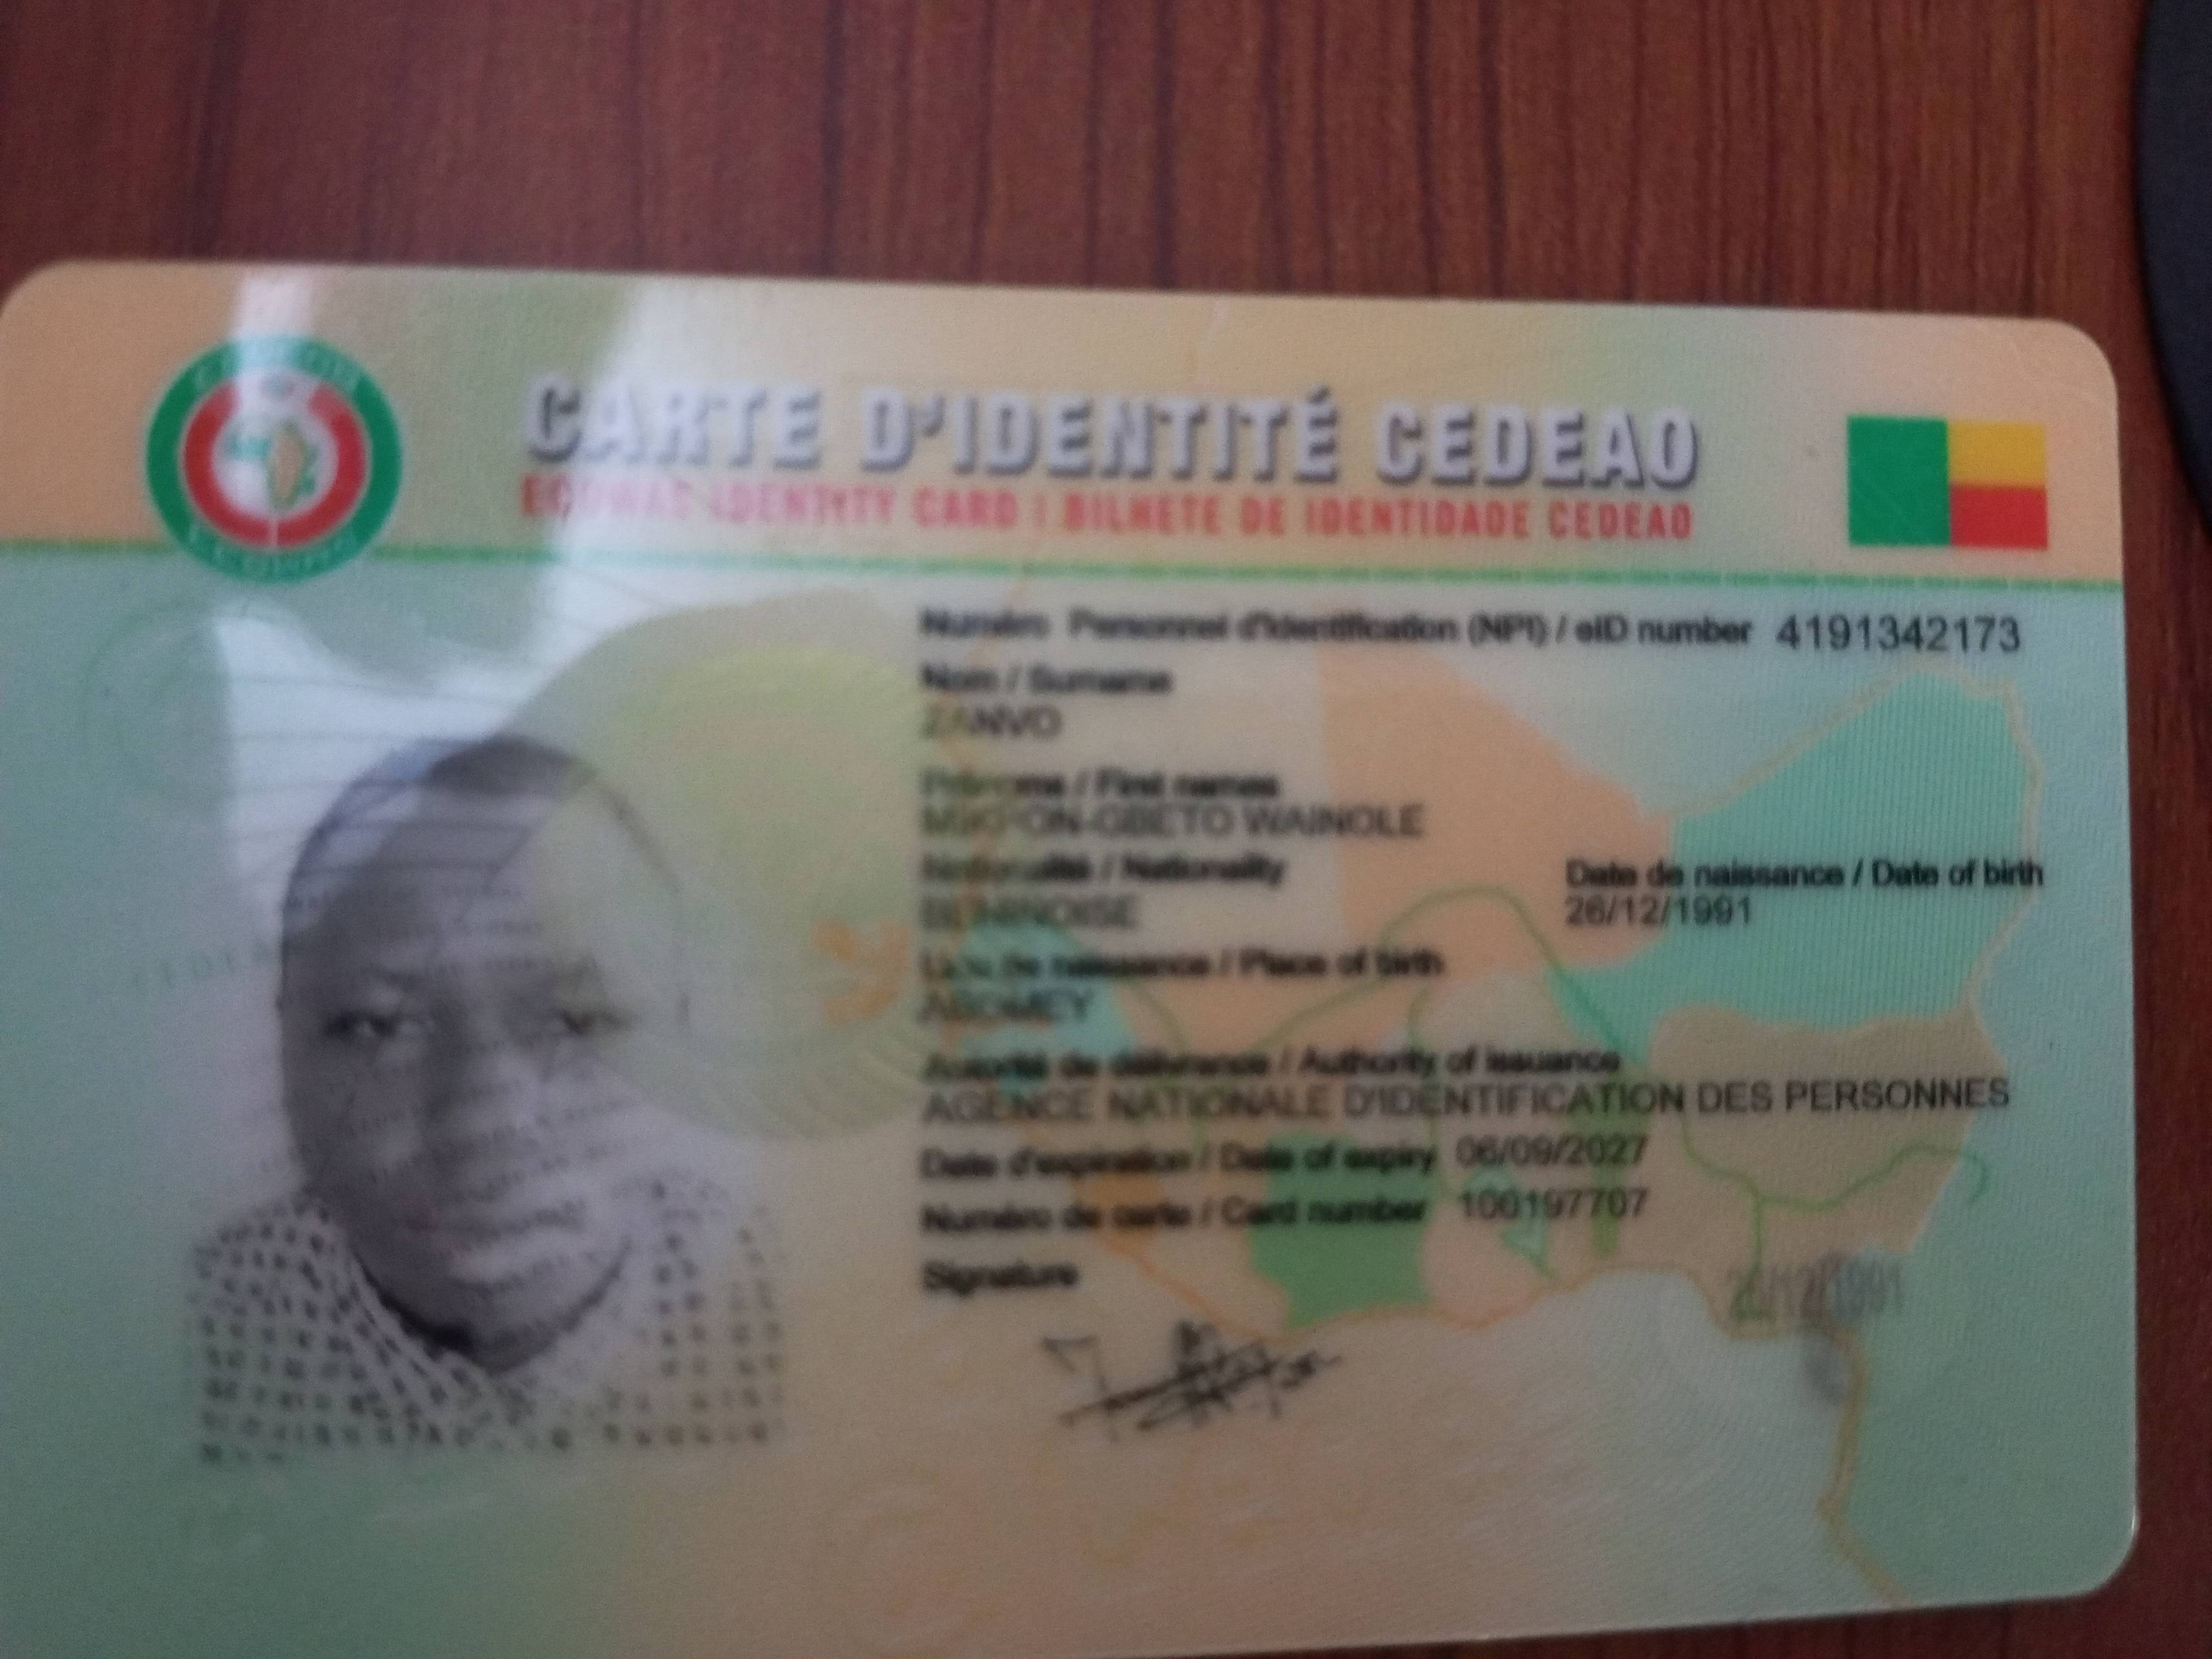 CARTE D'IDENTITÉ CEDEAO
ECOWAS IDENTITY CARD | BILHETE DE IDENTIDADE CEDEAO
Numéro Personnel d'Identification (NPI) / eID number 4191342173
Nom / Surname
ZANVO
Prénoms / First names
MIKPON-GBETO WAINOLE
Nationalité / Nationality
BENINOISE
Date de naissance / Date of birth
26/12/1991
Lieu de naissance / Place of birth
ABOMEY
Autorité de délivrance / Authority of issuance
AGENCE NATIONALE D'IDENTIFICATION DES PERSONNES
Date d'expiration / Date of expiry 06/09/2027
Numéro de carte / Card number 100197707
Signature
26/12/1991